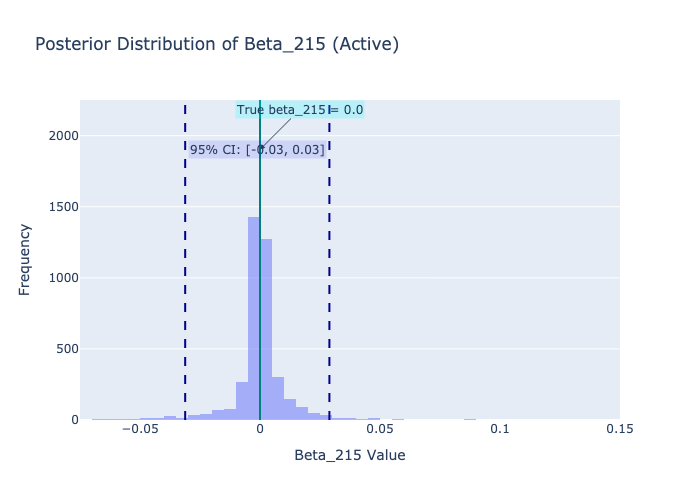 Posterior Distribution of Beta_215 (Active)
True beta_215 = 0.0
95% CI: [-0.03, 0.03]
2000
1500
1000
500
0
Frequency
−0.05
0
0.05
0.1
0.15
Beta_215 Value